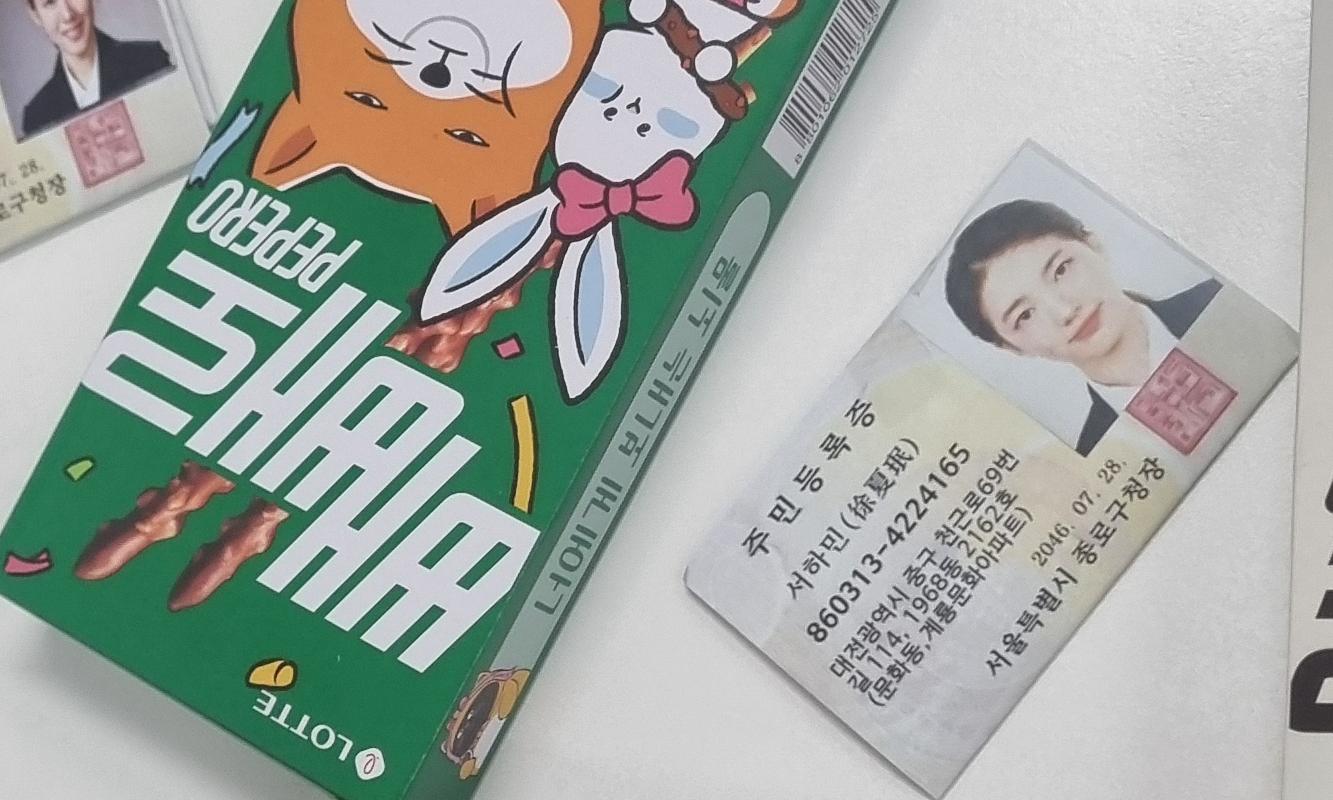 07. 28.
로구청장
PEPERO
빼빼로
LOTTE
너에게 보내는 뇌물
주민등록증
서하민(徐夏珉)
860313-4224165
대전광역시 중구 천근로69번
길 114, 1968동 2162호
(문화동,계룡문화아파트)
2046. 07. 28.
서울특별시 종로구청장